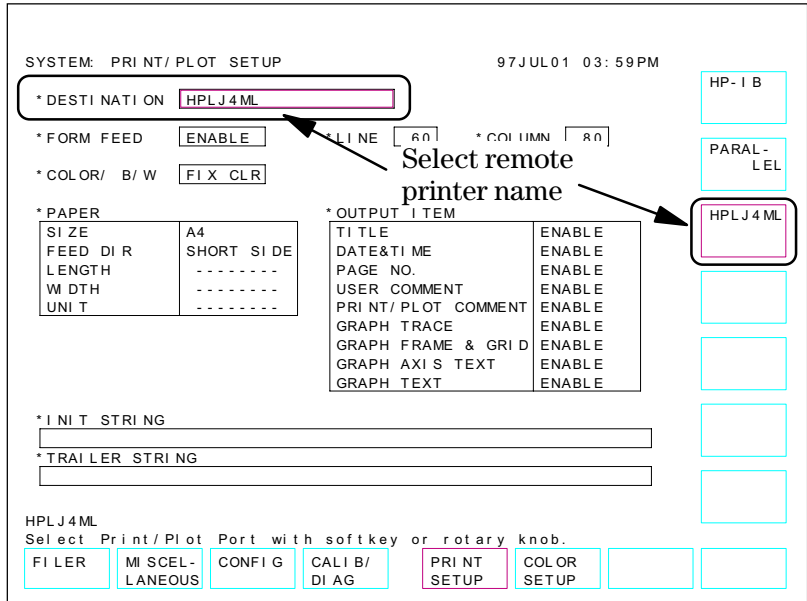 SYSTEM: PRINT/PLOT SETUP 97JUL01 03:59PM
HP-IB
*DESTINATION HPLJ4ML
*FORM FEED ENABLE *LINE 60 *COLUMN 80
PARAL-
LEL
Select remote
printer name
*COLOR/ B/W FIX CLR
HPLJ4ML
*PAPER
SIZE A4
FEED DIR SHORT SIDE
LENGTH --------
WIDTH --------
UNIT --------
*OUTPUT ITEM
TITLE ENABLE
DATE&TIME ENABLE
PAGE NO. ENABLE
USER COMMENT ENABLE
PRINT/PLOT COMMENT ENABLE
GRAPH TRACE ENABLE
GRAPH FRAME & GRID ENABLE
GRAPH AXIS TEXT ENABLE
GRAPH TEXT ENABLE
*INIT STRING
*TRAILER STRING
HPLJ4ML
Select Print/Plot Port with softkey or rotary knob.
FILER MISCEL- CONFIG CALIB/ PRINT COLOR
LANEOUS DIAG SETUP SETUP